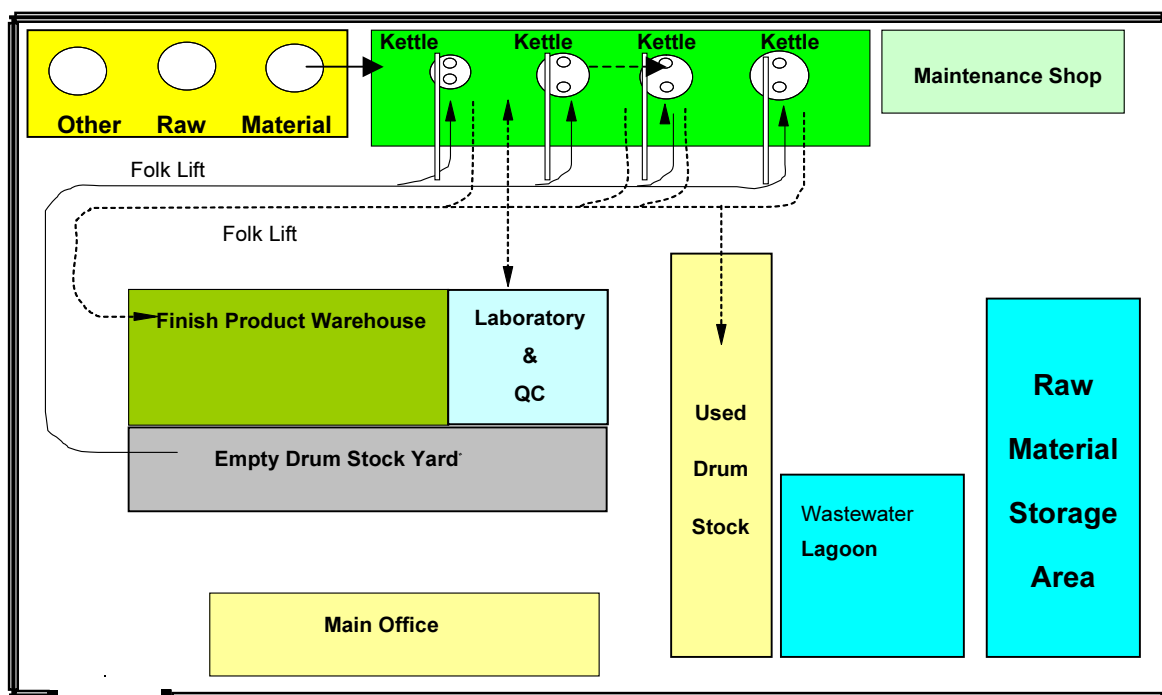 Kettle Kettle Kettle Kettle
Other Raw Material
Maintenance Shop
Folk Lift
Folk Lift
Finish Product Warehouse
Laboratory
&
QC
Empty Drum Stock Yard
Used
Drum
Stock
Wastewater
Lagoon
Raw
Material
Storage
Area
Main Office